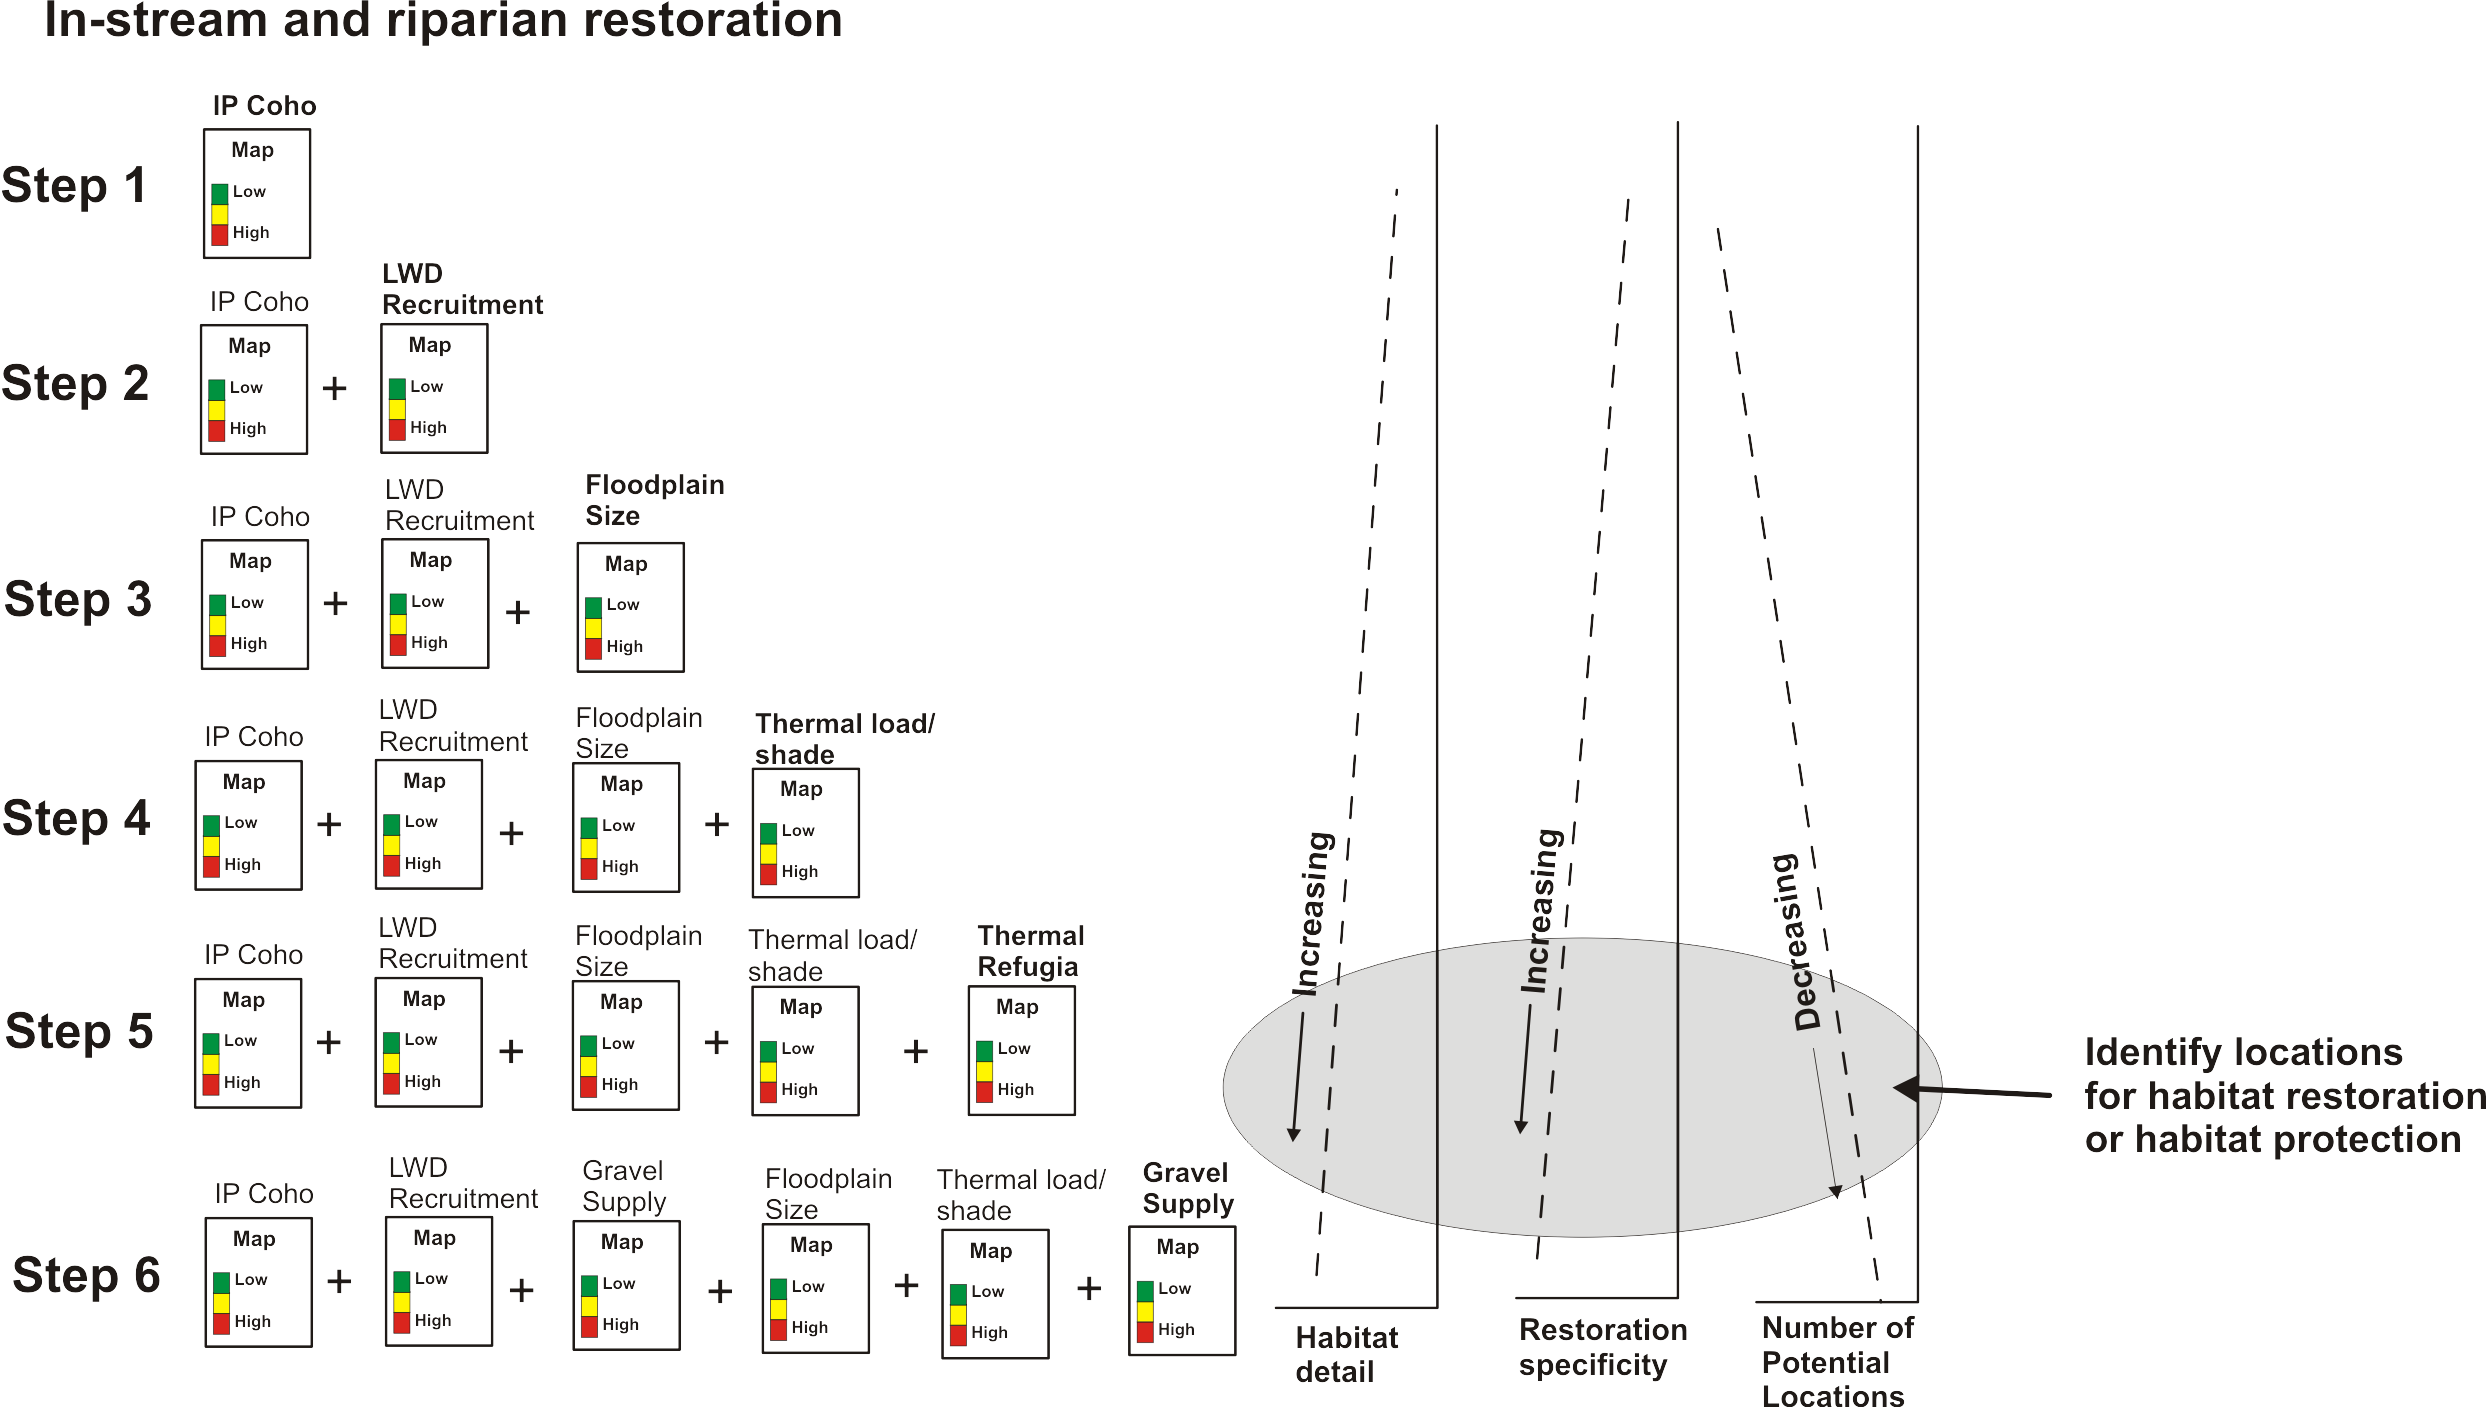 In-stream and riparian restoration
IP Coho
Map
Low
High
Step 1
IP Coho
LWD
Recruitment
Map
Low
High
Map
Low
High
Step 2
+
IP Coho
LWD
Recruitment
Floodplain
Size
Map
Low
High
Map
Low
High
Map
Low
High
Step 3
+
+
IP Coho
LWD
Recruitment
Floodplain
Size
Thermal load/
shade
Map
Low
High
Map
Low
High
Map
Low
High
Map
Low
High
Step 4
+
+
+
IP Coho
LWD
Recruitment
Floodplain
Size
Thermal load/
shade
Thermal
Refugia
Map
Low
High
Map
Low
High
Map
Low
High
Map
Low
High
Map
Low
High
Step 5
+
+
+
+
IP Coho
LWD
Recruitment
Gravel
Supply
Floodplain
Size
Thermal load/
shade
Gravel
Supply
Map
Low
High
Map
Low
High
Map
Low
High
Map
Low
High
Map
Low
High
Map
Low
High
Step 6
+
+
+
+
+
Increasing
Increasing
Decreasing
Habitat
detail
Restoration
specificity
Number of
Potential
Locations
Identify locations
for habitat restoration
or habitat protection